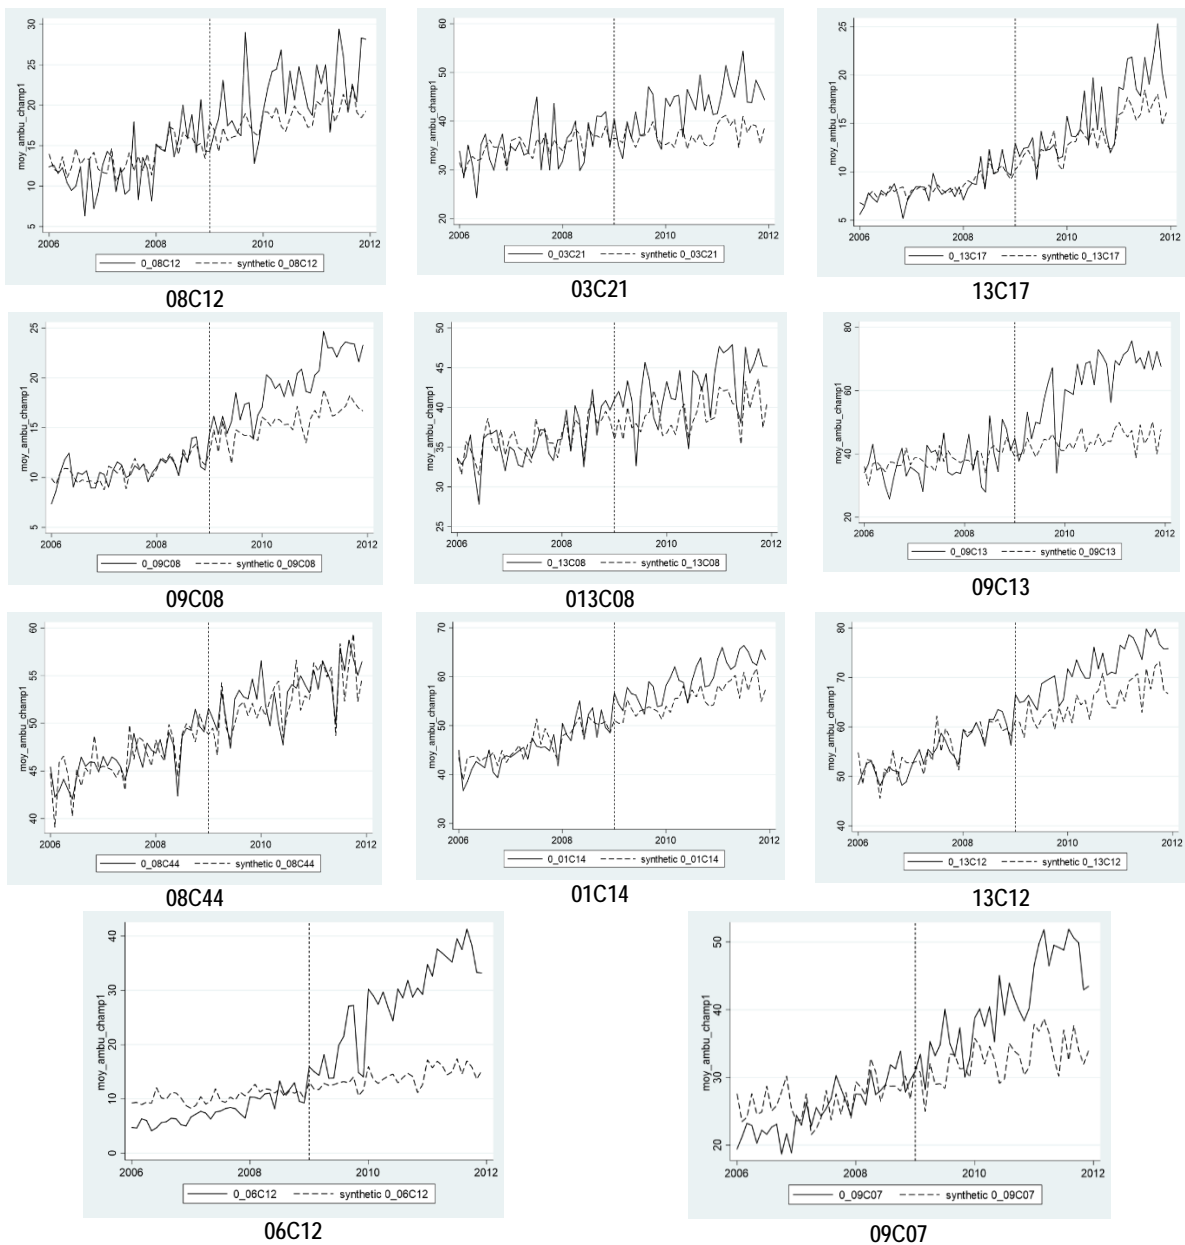 30
25
20
15
10
5
moy_ambu_champ1
2006 2008 2010 2012
0_08C12 synthetic 0_08C12
08C12
60
50
40
30
20
moy_ambu_champ1
2006 2008 2010 2012
0_03C21 synthetic 0_03C21
03C21
25
20
15
10
5
moy_ambu_champ1
2006 2008 2010 2012
0_13C17 synthetic 0_13C17
13C17
25
20
15
10
5
moy_ambu_champ1
2006 2008 2010 2012
0_09C08 synthetic 0_09C08
09C08
50
45
40
35
30
25
moy_ambu_champ1
2006 2008 2010 2012
0_13C08 synthetic 0_13C08
013C08
80
60
40
20
moy_ambu_champ1
2006 2008 2010 2012
0_09C13 synthetic 0_09C13
09C13
60
55
50
45
40
moy_ambu_champ1
2006 2008 2010 2012
0_08C44 synthetic 0_08C44
08C44
70
60
50
40
30
moy_ambu_champ1
2006 2008 2010 2012
0_01C14 synthetic 0_01C14
01C14
80
70
60
50
40
moy_ambu_champ1
2006 2008 2010 2012
0_13C12 synthetic 0_13C12
13C12
40
30
20
10
0
moy_ambu_champ1
2006 2008 2010 2012
0_06C12 synthetic 0_06C12
06C12
50
40
30
20
moy_ambu_champ1
2006 2008 2010 2012
0_09C07 synthetic 0_09C07
09C07